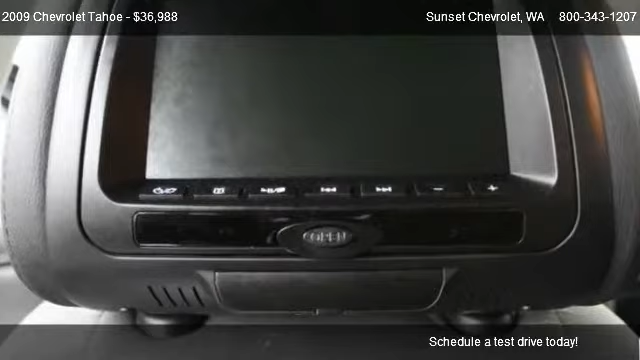 2009 Chevrolet Tahoe - $36,988
Sunset Chevrolet, WA 800-343-1207
OPEN
Schedule a test drive today!